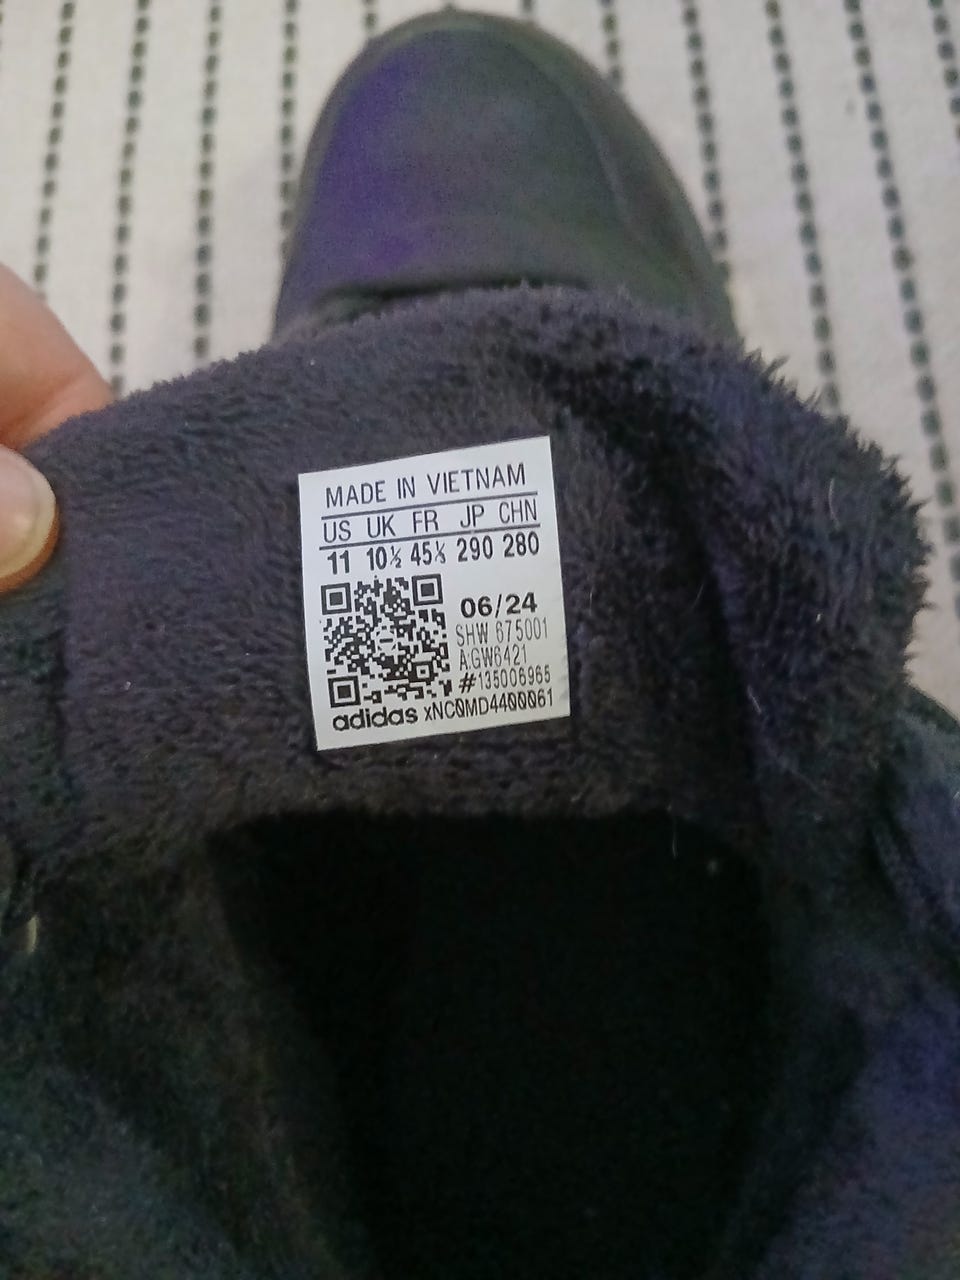 MADE IN VIETNAM
US UK FR JP CHN
11 10½ 45⅓ 290 280
06/24
SHW 675001
A:GW6421
#135006965
adidas xNC0MD4400061